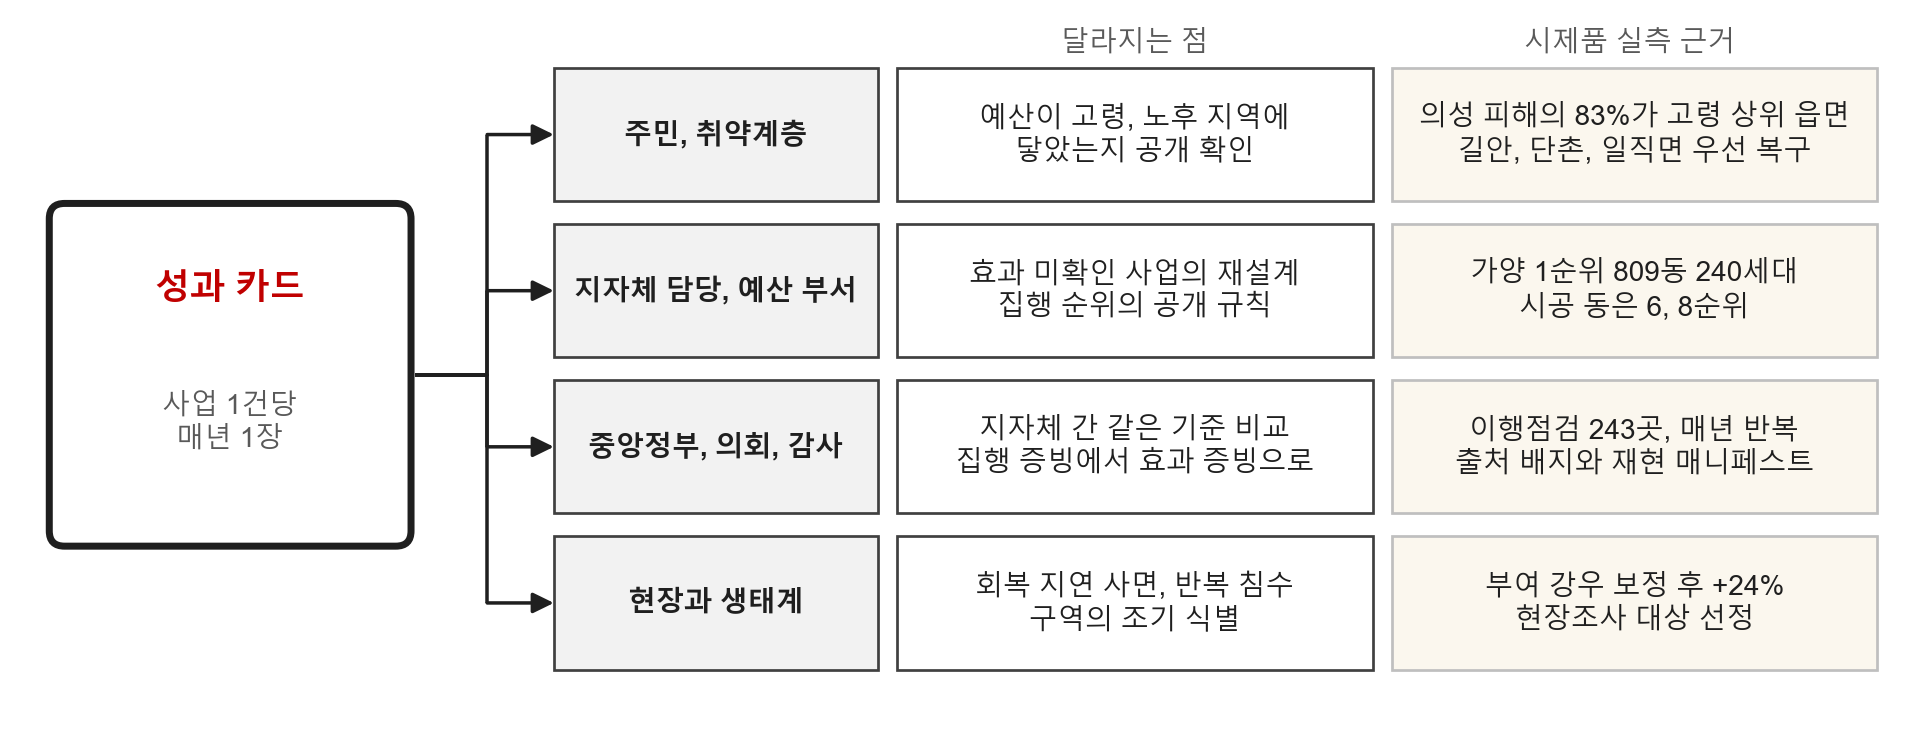 달라지는 점
시제품 실측 근거
성과 카드
사업 1건당
매년 1장
주민, 취약계층
예산이 고령, 노후 지역에
닿았는지 공개 확인
의성 피해의 83%가 고령 상위 읍면
길안, 단촌, 일직면 우선 복구
지자체 담당, 예산 부서
효과 미확인 사업의 재설계
집행 순위의 공개 규칙
가양 1순위 809동 240세대
시공 동은 6, 8순위
중앙정부, 의회, 감사
지자체 간 같은 기준 비교
집행 증빙에서 효과 증빙으로
이행점검 243곳, 매년 반복
출처 배지와 재현 매니페스트
현장과 생태계
회복 지연 사면, 반복 침수
구역의 조기 식별
부여 강우 보정 후 +24%
현장조사 대상 선정